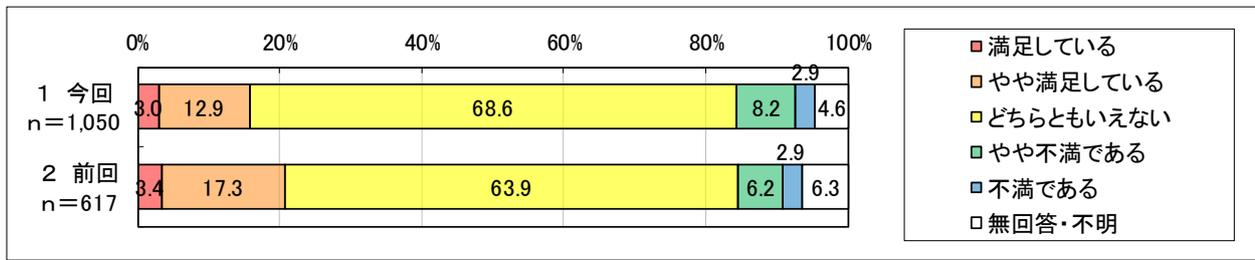 0% 20% 40% 60% 80% 100%
1 今回
n=1,050
3.0 12.9 68.6 8.2 2.9 4.6
2 前回
n=617
3.4 17.3 63.9 6.2 2.9 6.3
満足している
やや満足している
どちらともいえない
やや不満である
不満である
無回答・不明